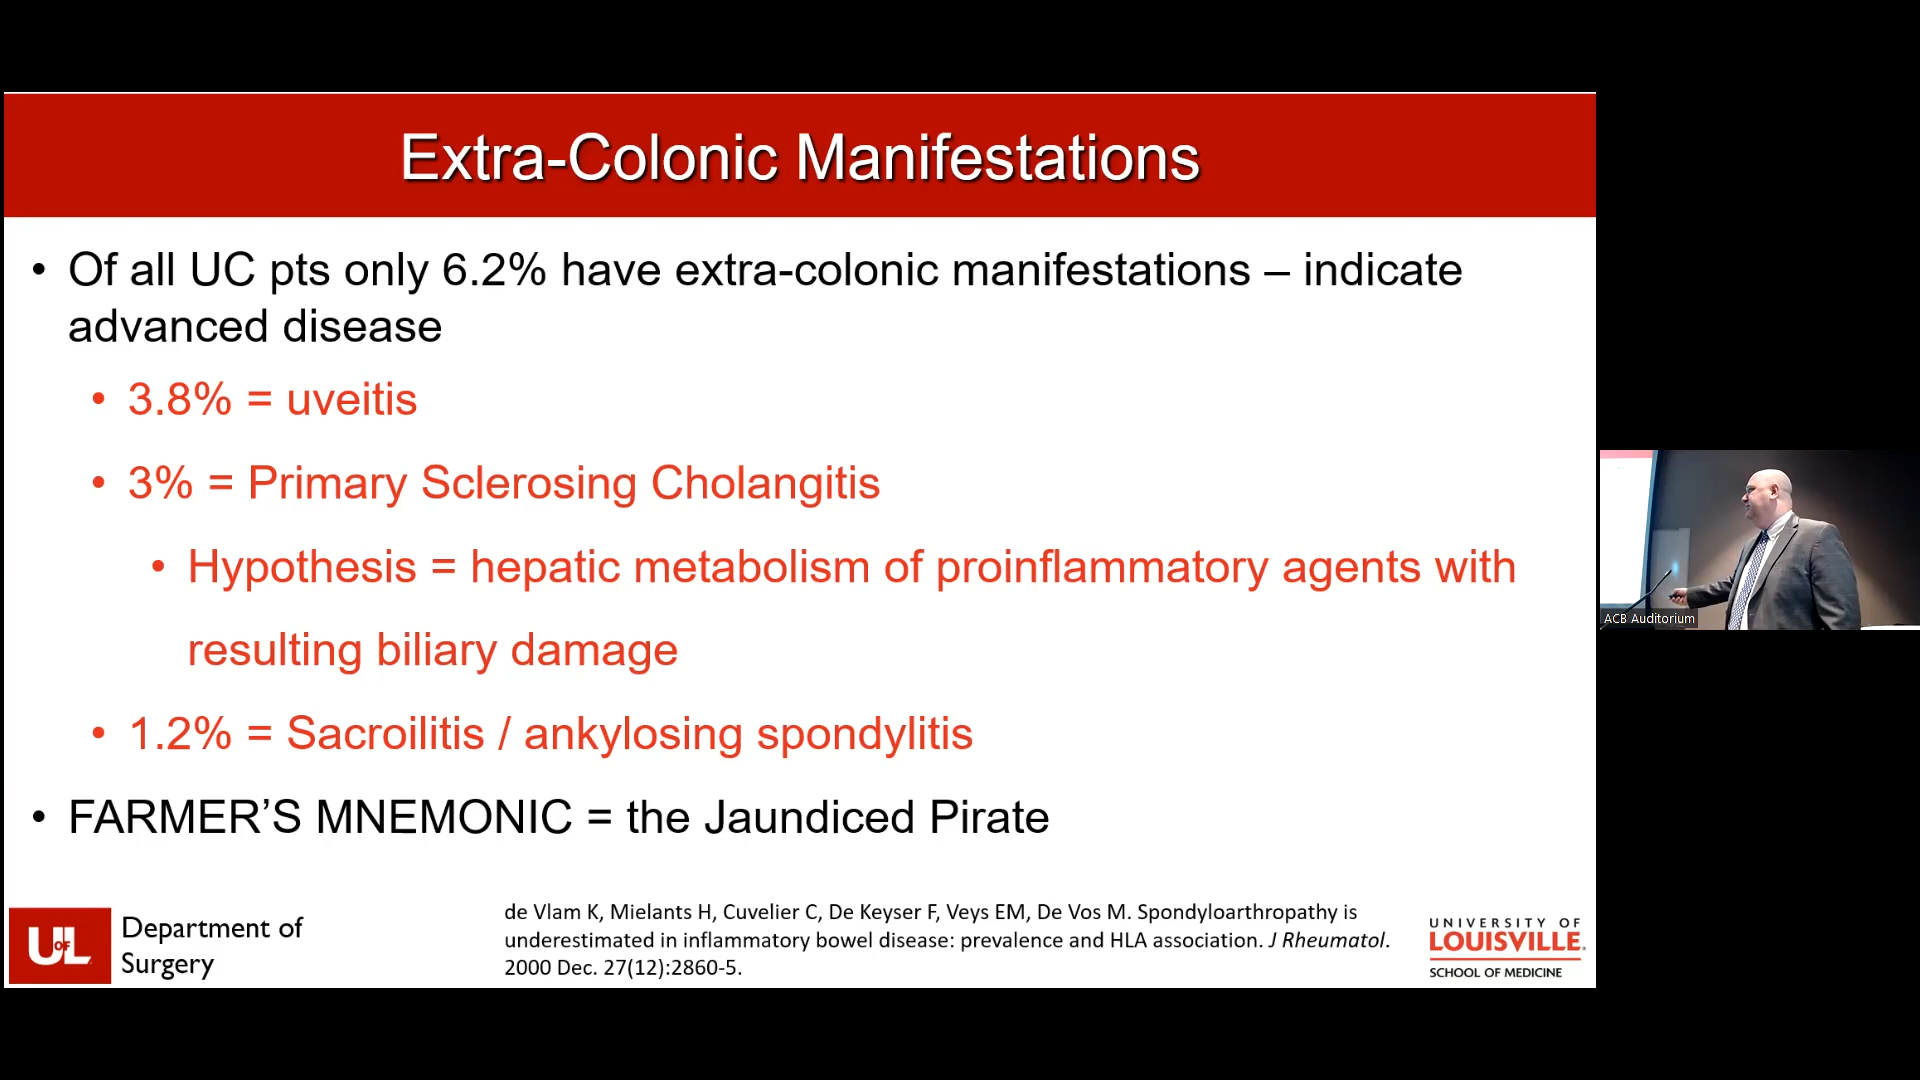 Extra-Colonic Manifestations
• Of all UC pts only 6.2% have extra-colonic manifestations – indicate
advanced disease
• 3.8% = uveitis
• 3% = Primary Sclerosing Cholangitis
• Hypothesis = hepatic metabolism of proinflammatory agents with
resulting biliary damage
• 1.2% = Sacroilitis / ankylosing spondylitis
• FARMER’S MNEMONIC = the Jaundiced Pirate
UL
OF
Department of
Surgery
de Vlam K, Mielants H, Cuvelier C, De Keyser F, Veys EM, De Vos M. Spondyloarthropathy is
underestimated in inflammatory bowel disease: prevalence and HLA association. J Rheumatol.
2000 Dec. 27(12):2860-5.
UNIVERSITY OF
LOUISVILLE.
SCHOOL OF MEDICINE
ACB Auditorium